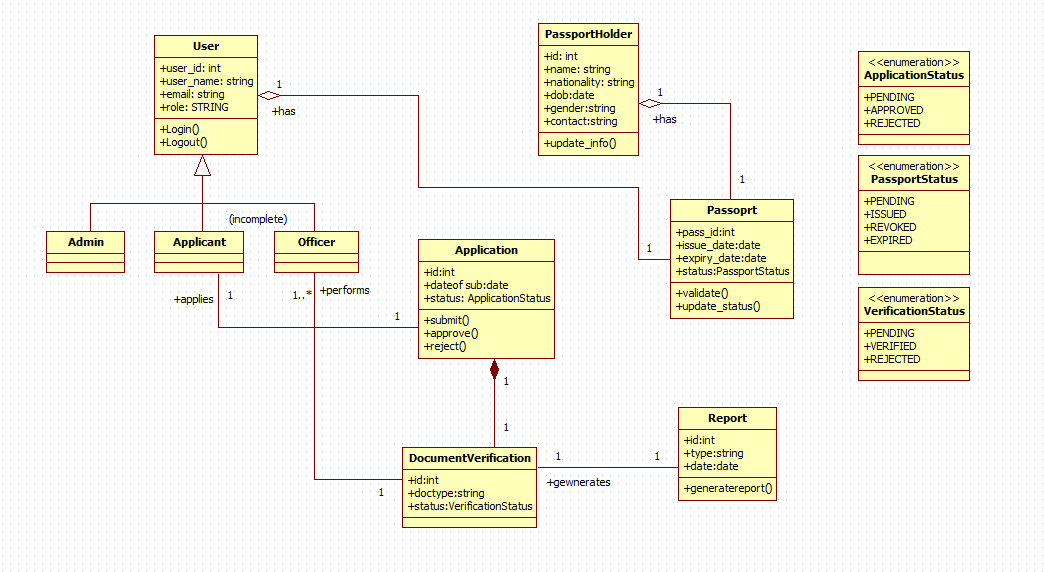 User
+user_id: int
+user_name: string
+email: string
+role: STRING
+Login()
+Logout()
1
+has
PassportHolder
+id: int
+name: string
+nationality: string
+dob:date
+gender:string
+contact:string
+update_info()
1
+has
1
<<enumeration>>
ApplicationStatus
+PENDING
+APPROVED
+REJECTED
<<enumeration>>
PassportStatus
+PENDING
+ISSUED
+REVOKED
+EXPIRED
<<enumeration>>
VerificationStatus
+PENDING
+VERIFIED
+REJECTED
(incomplete)
Admin
Applicant
Officer
1
Passoprt
+pass_id:int
+issue_date:date
+expiry_date:date
+status:PassportStatus
+validate()
+update_status()
+applies
1
1..*
+performs
1
Application
+id:int
+dateof sub:date
+status: ApplicationStatus
+submit()
+approve()
+reject()
1
1
DocumentVerification
+id:int
+doctype:string
+status:VerificationStatus
1
1
+gewnerates
1
Report
+id:int
+type:string
+date:date
+generatereport()